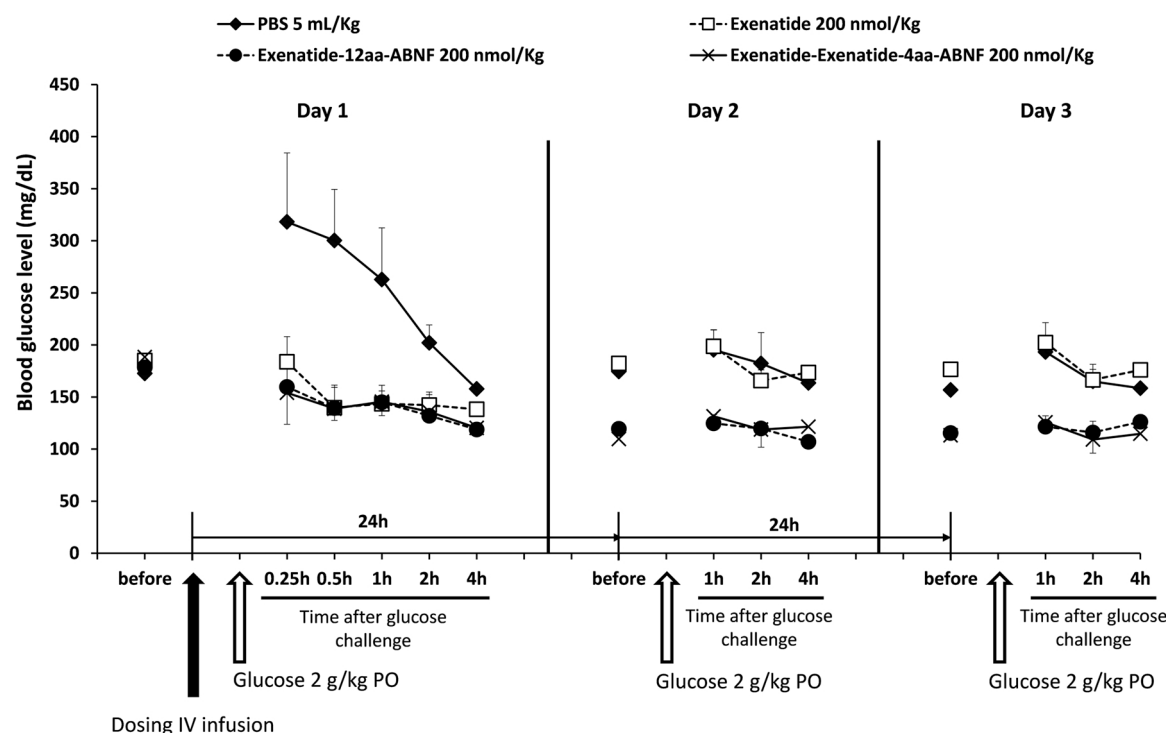 PBS 5 mL/Kg
Exenatide 200 nmol/Kg
Exenatide-12aa-ABNF 200 nmol/Kg
Exenatide-Exenatide-4aa-ABNF 200 nmol/Kg
Blood glucose level (mg/dL)
450
400
350
300
250
200
150
100
50
0
Day 1
Day 2
Day 3
24h
24h
before
0.25h
0.5h
1h
2h
4h
before
1h
2h
4h
before
1h
2h
4h
Time after glucose
challenge
Time after glucose
challenge
Time after glucose
challenge
Glucose 2 g/kg PO
Glucose 2 g/kg PO
Glucose 2 g/kg PO
Dosing IV infusion